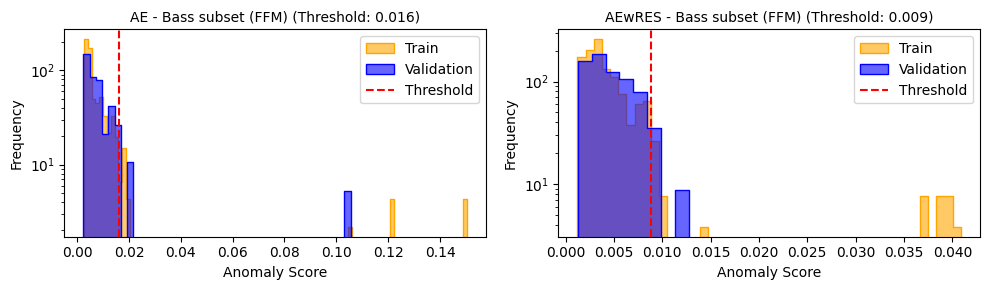 AE - Bass subset (FFM) (Threshold: 0.016)
Frequency
10²
10¹
Train
Validation
Threshold
0.00 0.02 0.04 0.06 0.08 0.10 0.12 0.14
Anomaly Score
AEwRES - Bass subset (FFM) (Threshold: 0.009)
Frequency
10²
10¹
Train
Validation
Threshold
0.000 0.005 0.010 0.015 0.020 0.025 0.030 0.035 0.040
Anomaly Score